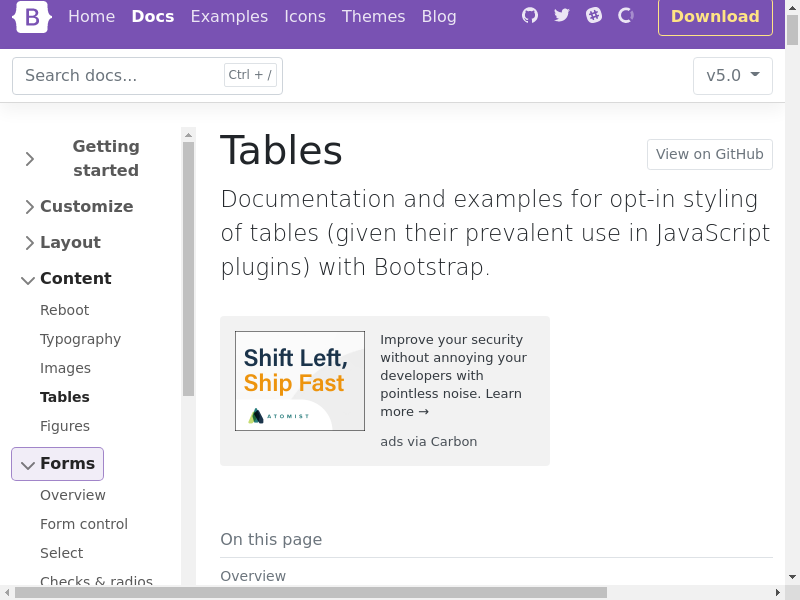 B Home Docs Examples Icons Themes Blog Download
Search docs... Ctrl + / v5.0
Getting
started
Customize
Layout
Content
Reboot
Typography
Images
Tables
Figures
Forms
Overview
Form control
Select
Checks & radios
Tables
View on GitHub
Documentation and examples for opt-in styling
of tables (given their prevalent use in JavaScript
plugins) with Bootstrap.
Shift Left,
Ship Fast
ATOMIST
Improve your security
without annoying your
developers with
pointless noise. Learn
more →
ads via Carbon
On this page
Overview